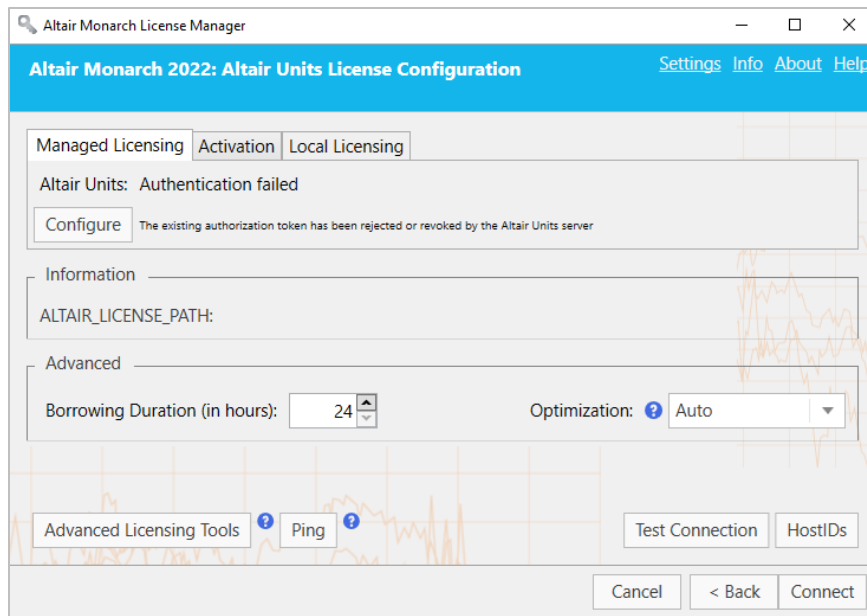 Altair Monarch License Manager
Altair Monarch 2022: Altair Units License Configuration
Settings Info About Help
Managed Licensing Activation Local Licensing
Altair Units: Authentication failed
Configure The existing authorization token has been rejected or revoked by the Altair Units server
Information
ALTAIR_LICENSE_PATH:
Advanced
Borrowing Duration (in hours): 24 Optimization: ? Auto
Advanced Licensing Tools ? Ping ? Test Connection HostIDs
Cancel < Back Connect